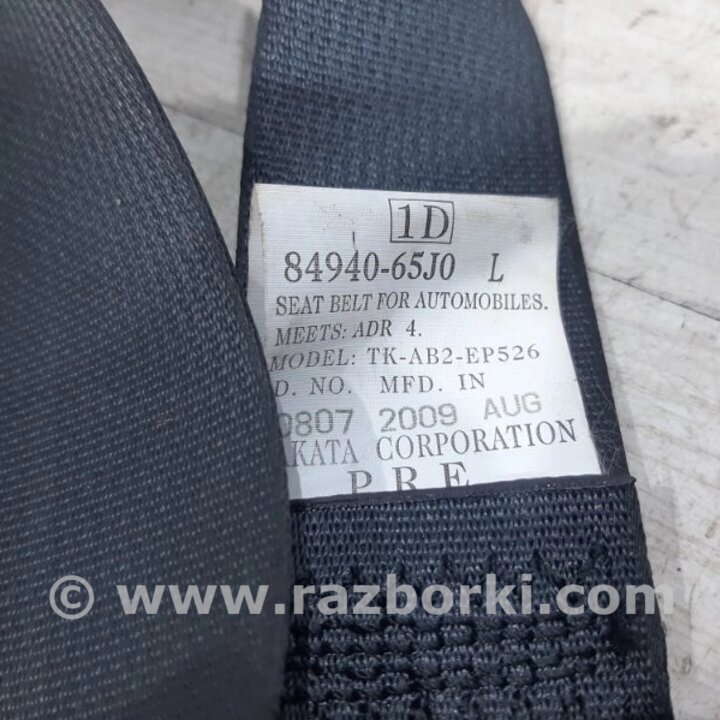 1D
84940-65J0 L
SEAT BELT FOR AUTOMOBILES.
MEETS: ADR 4.
MODEL: TK-AB2-EP526
D. NO. MFD. IN
0807 2009 AUG
AKATA CORPORATION
P R E
© www.razborki.com